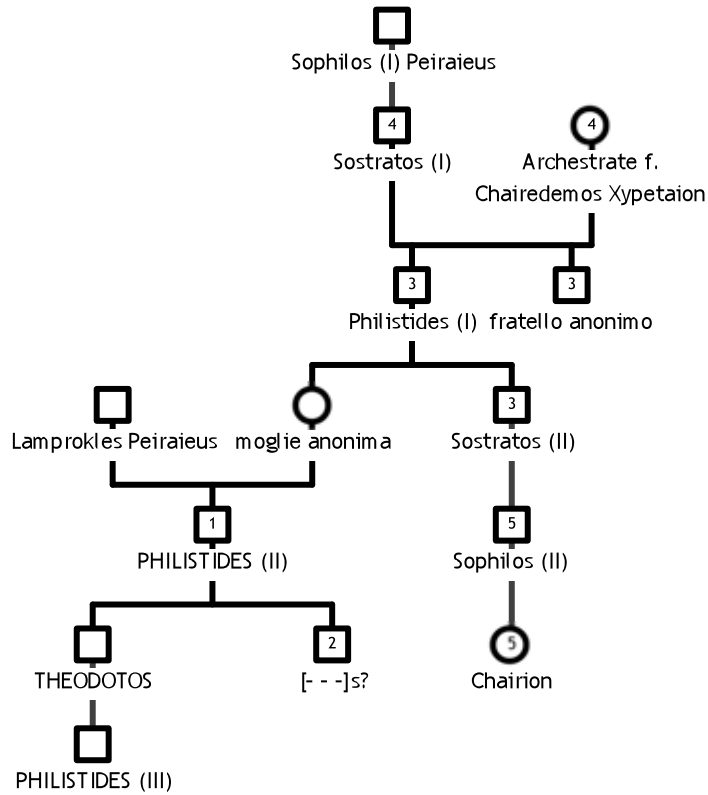 Sophilos (I) Peiraieus
4
4
Sostratos (I)
Archestrate f.
Chairedemos Xypetaion
3
3
Philistides (I)
fratello anonimo
3
Lamprokles Peiraieus
moglie anonima
Sostratos (II)
1
5
PHILISTIDES (II)
Sophilos (II)
2
5
THEODOTOS
[- - -]s?
Chairion
PHILISTIDES (III)